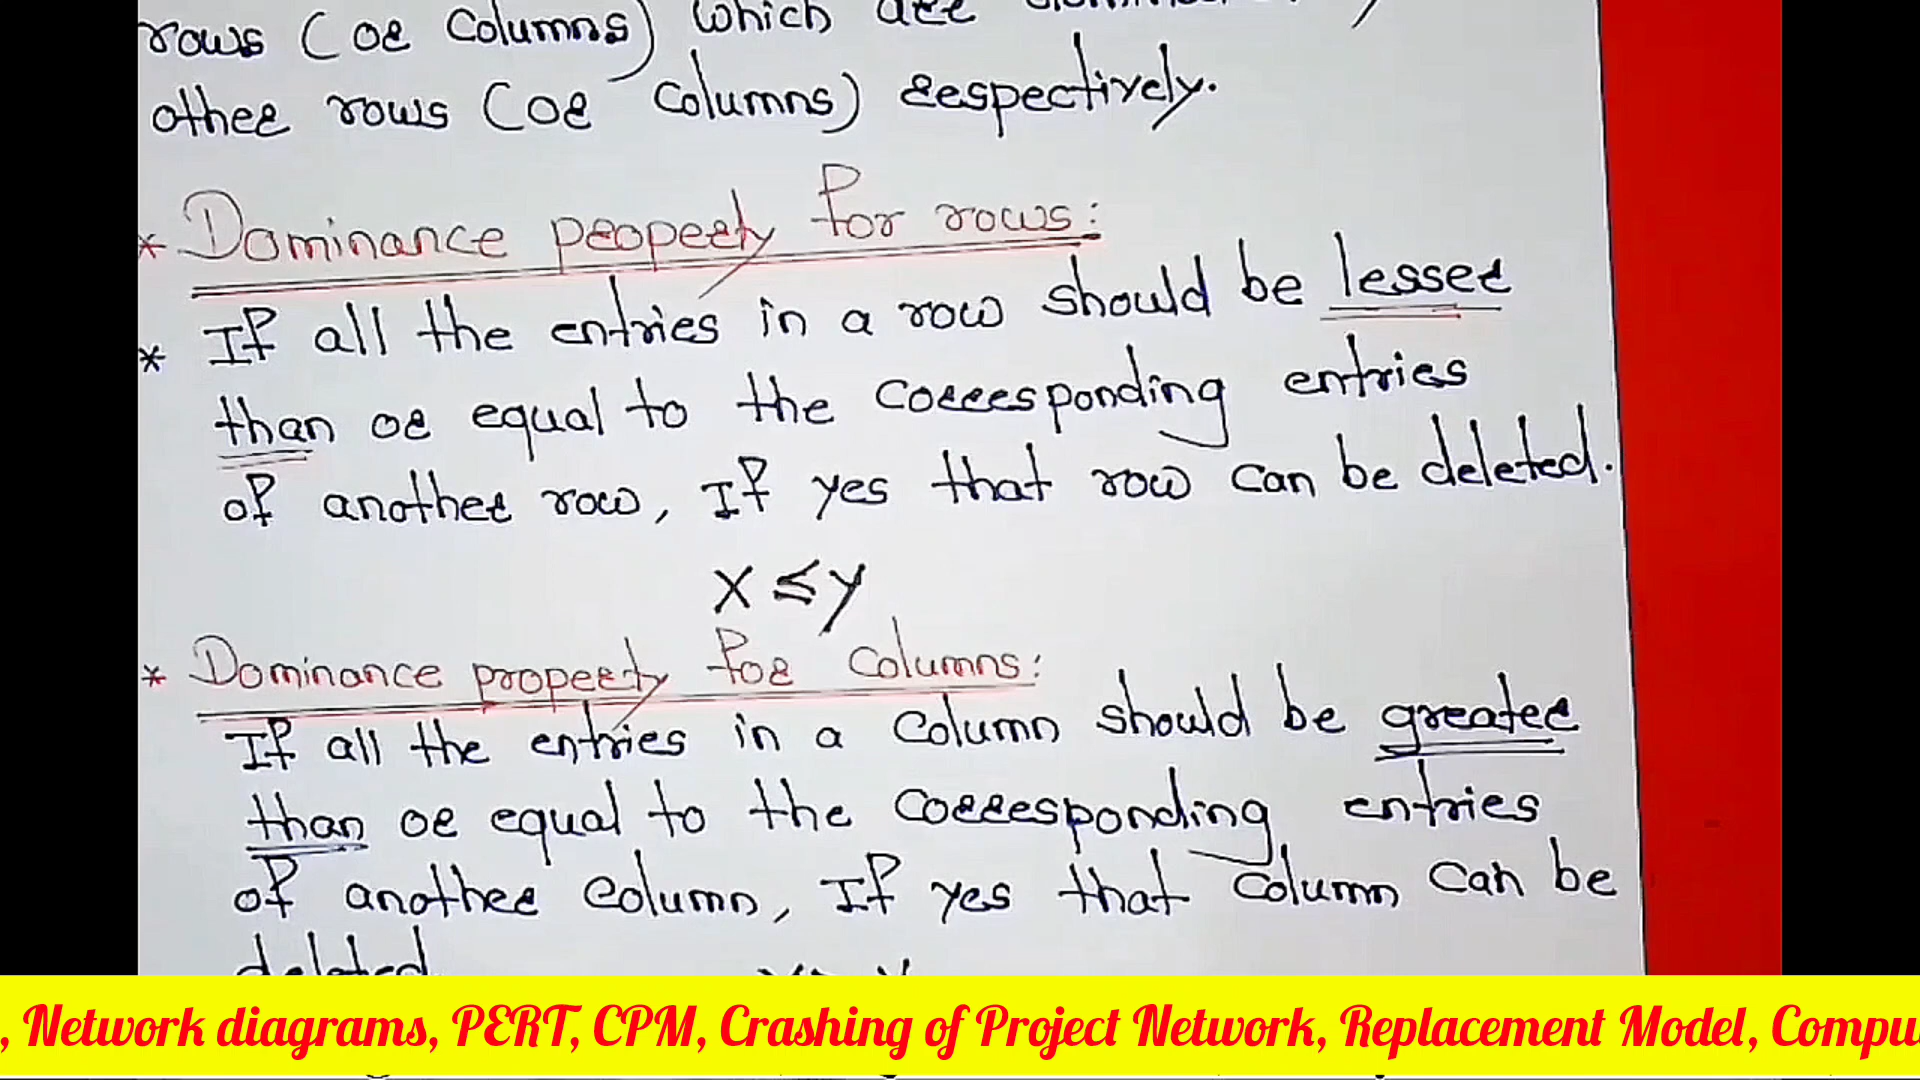 rows (or Columns) which are
other rows (or Columns) respectively.
* Dominance property for rows:
* If all the entries in a row should be lesser
than or equal to the corresponding entries
of another row, If yes that row can be deleted.
X ≤ y
* Dominance property for Columns:
If all the entries in a Column should be greater
than or equal to the corresponding entries
of another column, If yes that column can be
deleted
, Network diagrams, PERT, CPM, Crashing of Project Network, Replacement Model, Compu